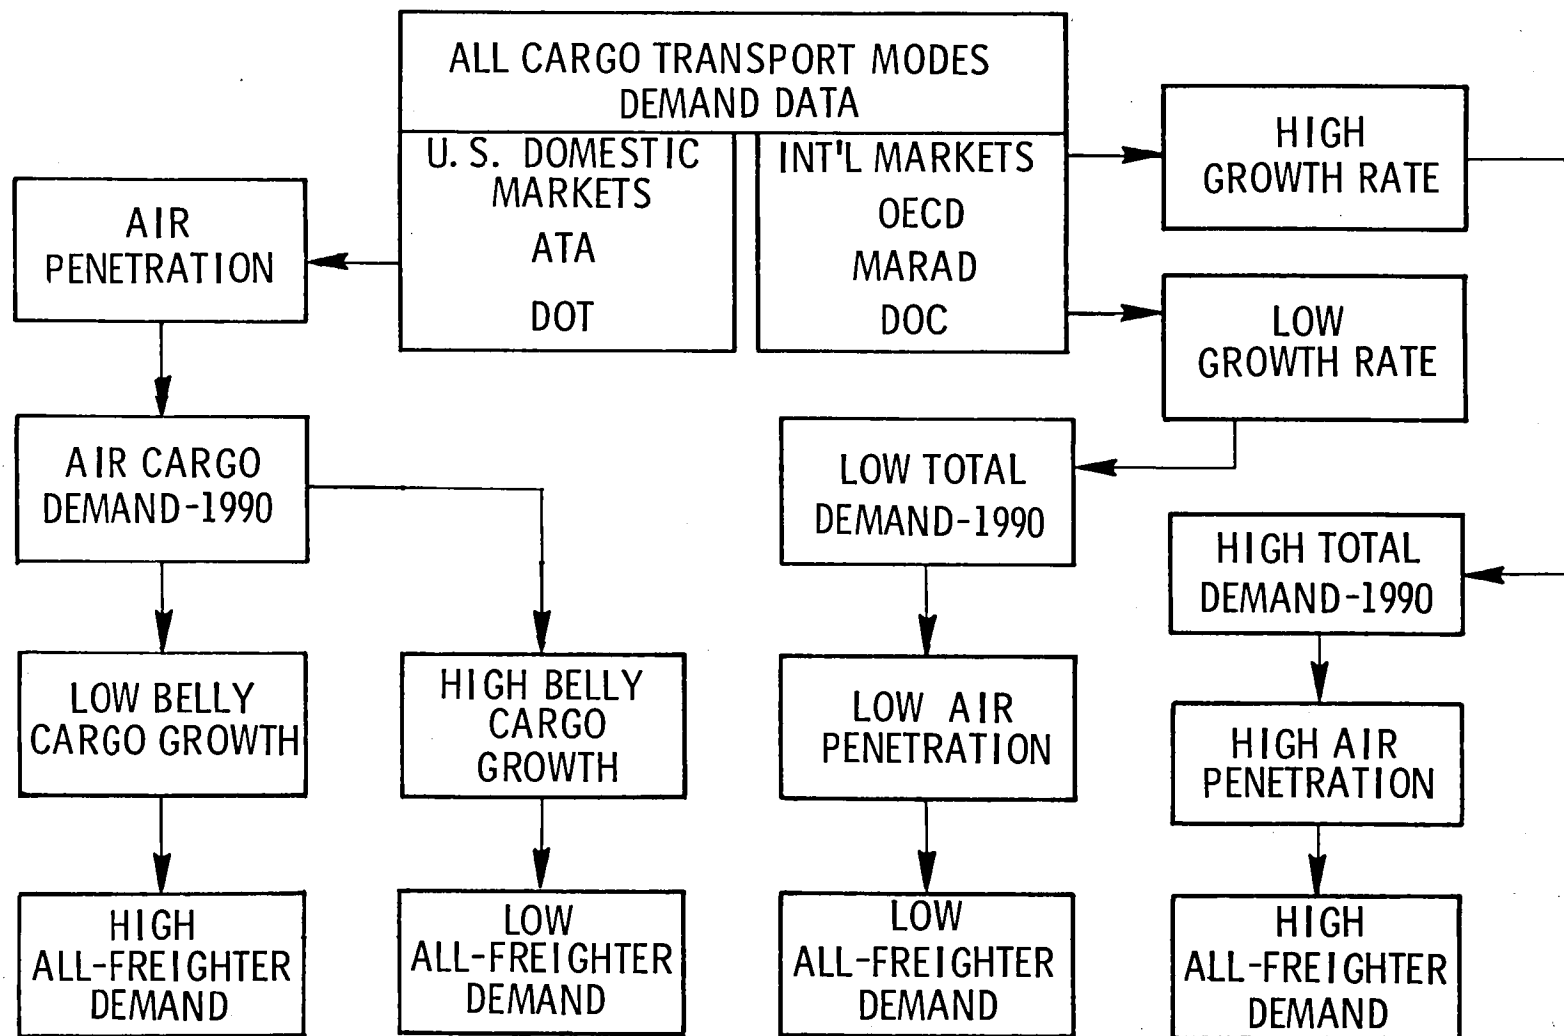 ALL CARGO TRANSPORT MODES
DEMAND DATA
U.S. DOMESTIC
MARKETS
ATA
DOT
INT'L MARKETS
OECD
MARAD
DOC
HIGH
GROWTH RATE
LOW
GROWTH RATE
AIR
PENETRATION
AIR CARGO
DEMAND-1990
LOW TOTAL
DEMAND-1990
HIGH TOTAL
DEMAND-1990
LOW BELLY
CARGO GROWTH
HIGH BELLY
CARGO
GROWTH
LOW AIR
PENETRATION
HIGH AIR
PENETRATION
HIGH
ALL-FREIGHTER
DEMAND
LOW
ALL-FREIGHTER
DEMAND
LOW
ALL-FREIGHTER
DEMAND
HIGH
ALL-FREIGHTER
DEMAND